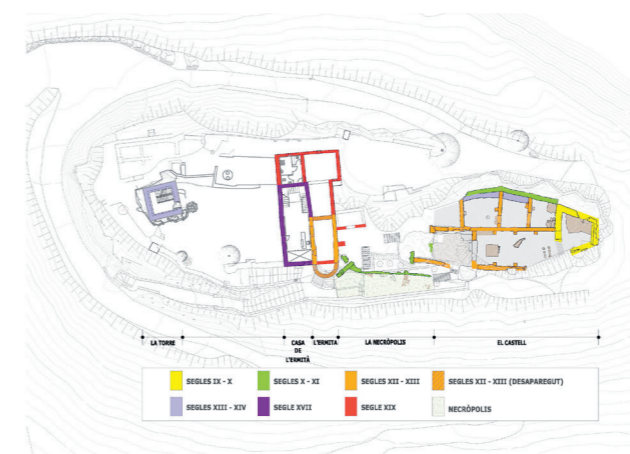 LA TORRE
CASA
DE
L'ERMITÀ
L'ERMITA
LA NECRÒPOLIS
EL CASTELL
SEGLES IX - X
SEGLES X - XI
SEGLES XII - XIII
SEGLES XII - XIII (DESAPAREGUT)
SEGLES XIII - XIV
SEGLE XVII
SEGLE XIX
NECRÒPOLIS